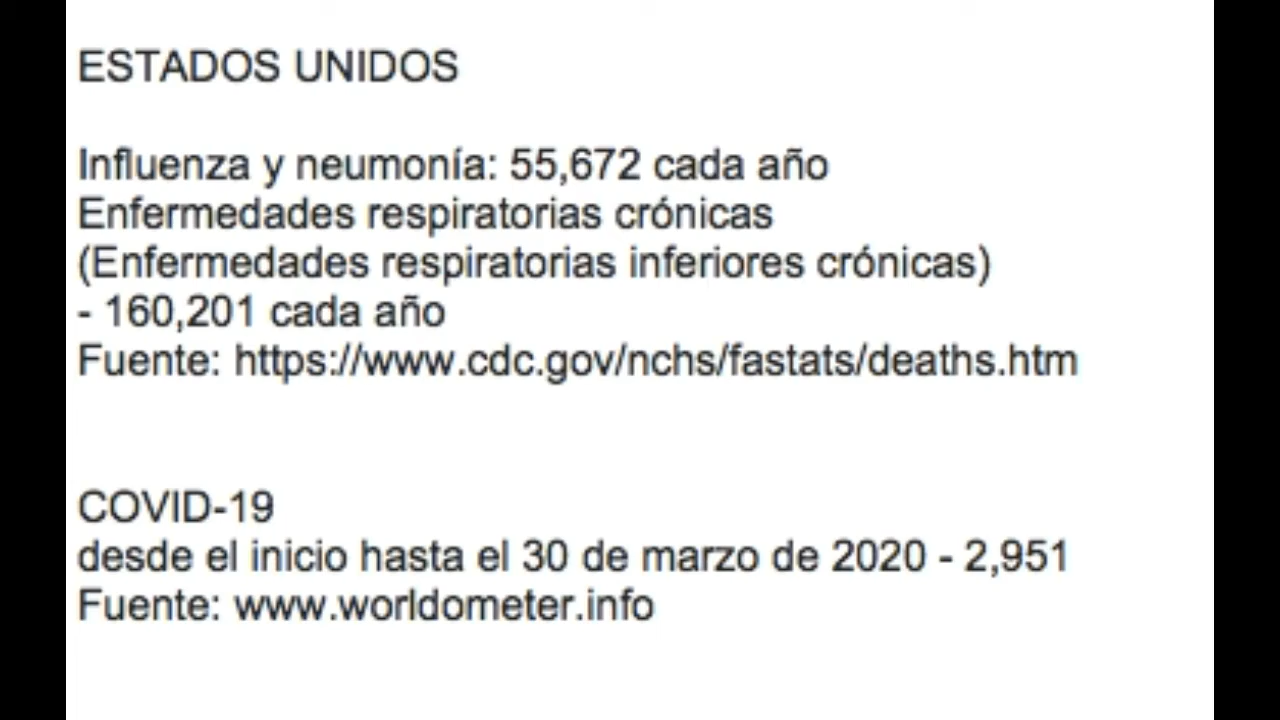 ESTADOS UNIDOS
Influenza y neumonía: 55,672 cada año
Enfermedades respiratorias crónicas
(Enfermedades respiratorias inferiores crónicas)
- 160,201 cada año
Fuente: https://www.cdc.gov/nchs/fastats/deaths.htm
COVID-19
desde el inicio hasta el 30 de marzo de 2020 - 2,951
Fuente: www.worldometer.info